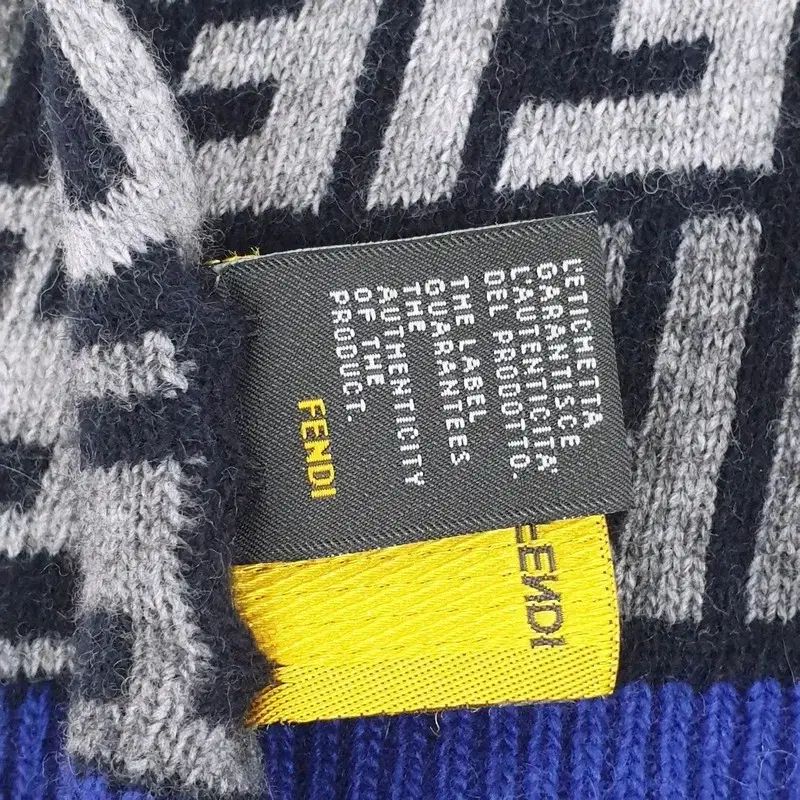 L'ETICHETTA
GARANTISCE
L'AUTENTICITA'
DEL PRODOTTO.
THE LABEL
GUARANTEES
THE
AUTHENTICITY
OF THE
PRODUCT.
FENDI
FENDI